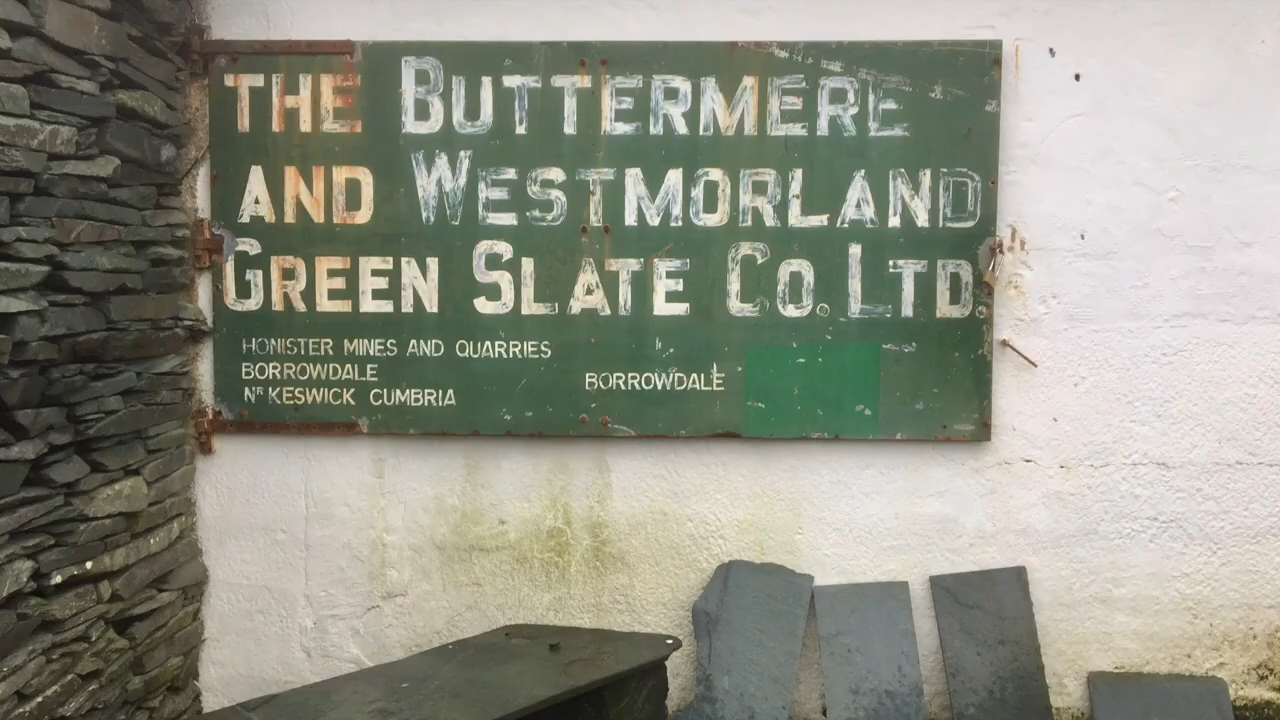 THE BUTTERMERE
AND WESTMORLAND
GREEN SLATE CO. LTD.
HONISTER MINES AND QUARRIES
BORROWDALE
NR KESWICK CUMBRIA
BORROWDALE